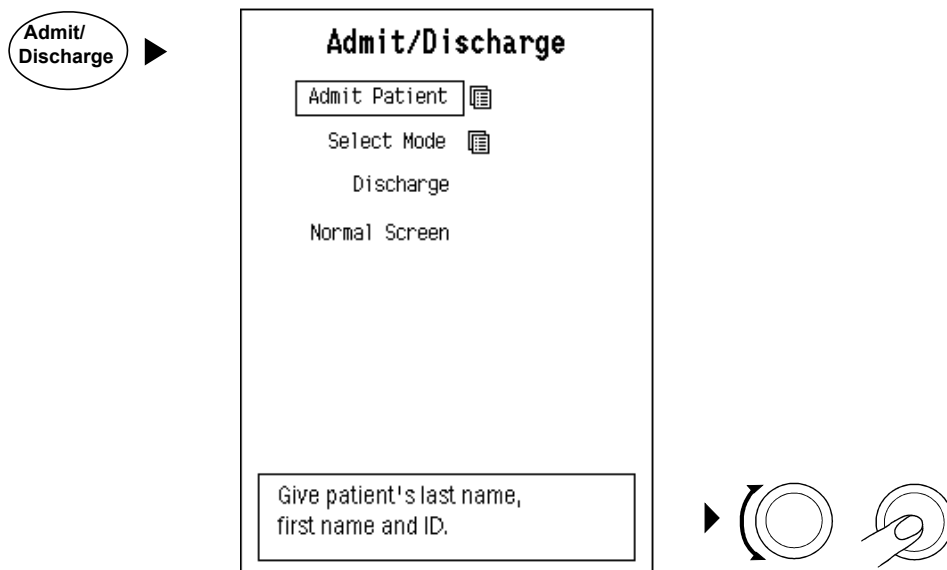 Admit/
Discharge
Admit/Discharge
Admit Patient
Select Mode
Discharge
Normal Screen
Give patient's last name,
first name and ID.